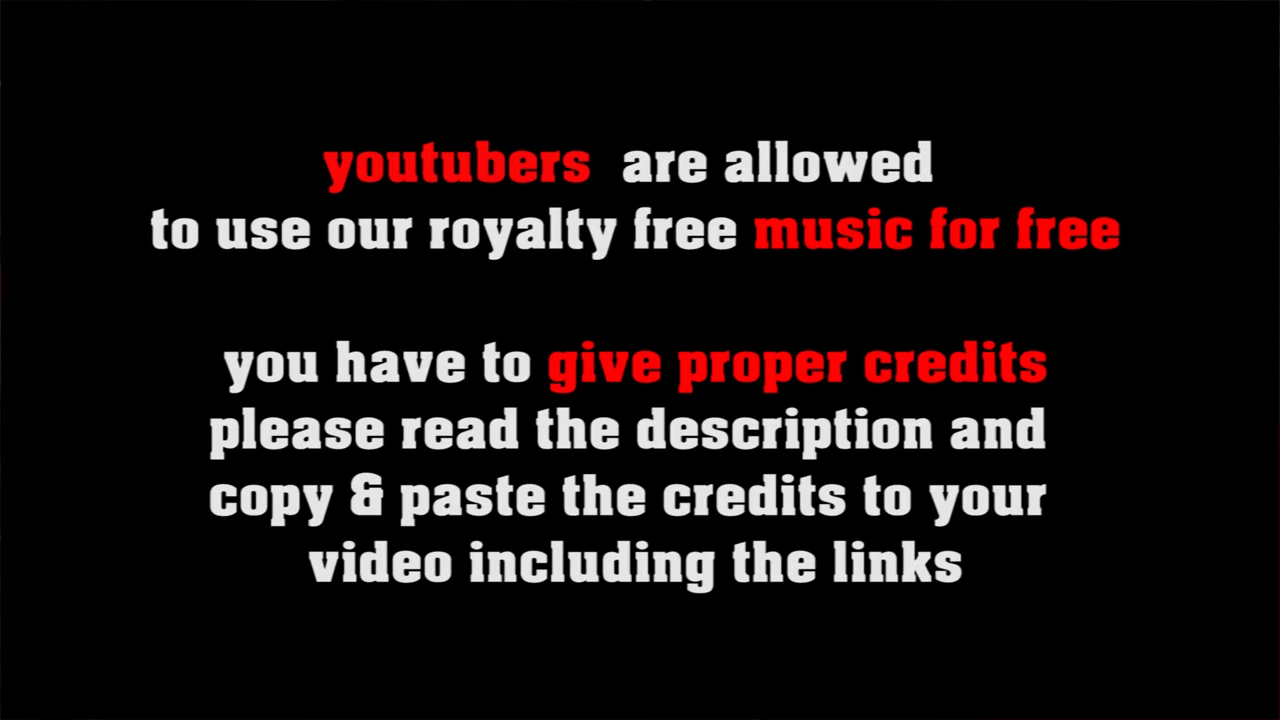 youtubers are allowed
to use our royalty free music for free
you have to give proper credits
please read the description and
copy & paste the credits to your
video including the links